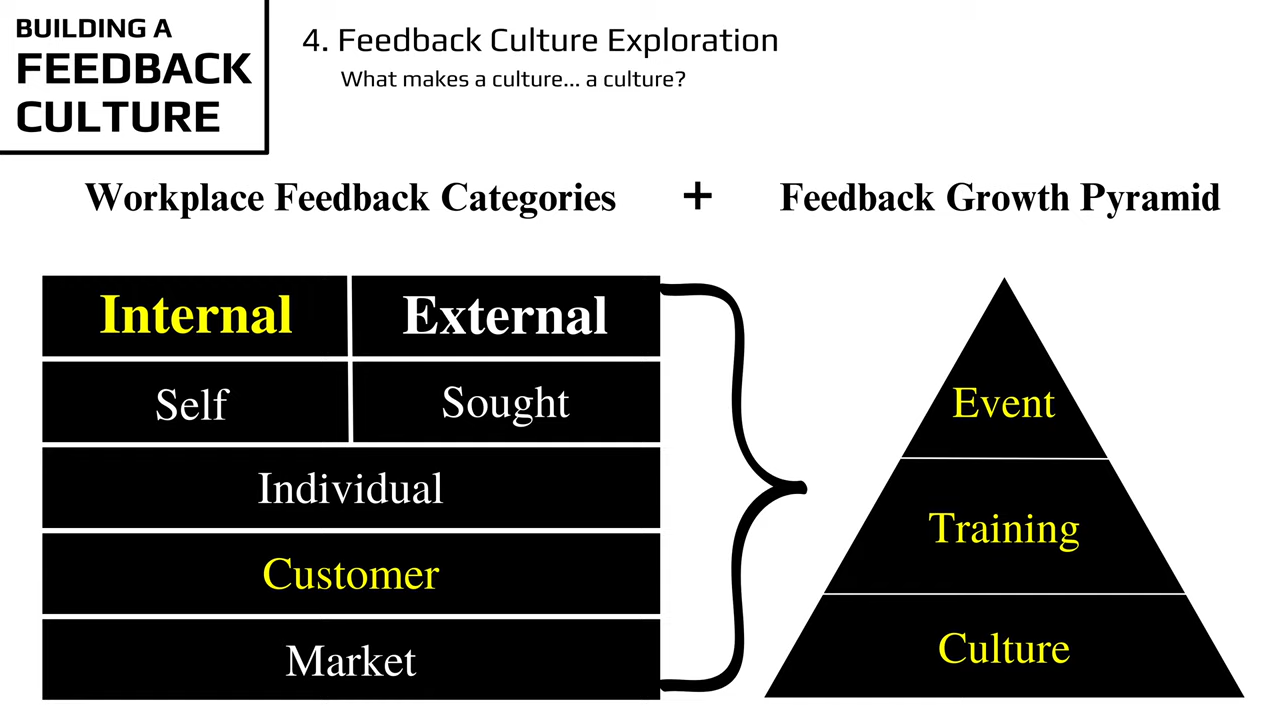 BUILDING A
FEEDBACK
CULTURE
4. Feedback Culture Exploration
What makes a culture... a culture?
Workplace Feedback Categories + Feedback Growth Pyramid
Internal External
Self Sought
Individual
Customer
Market
Event
Training
Culture